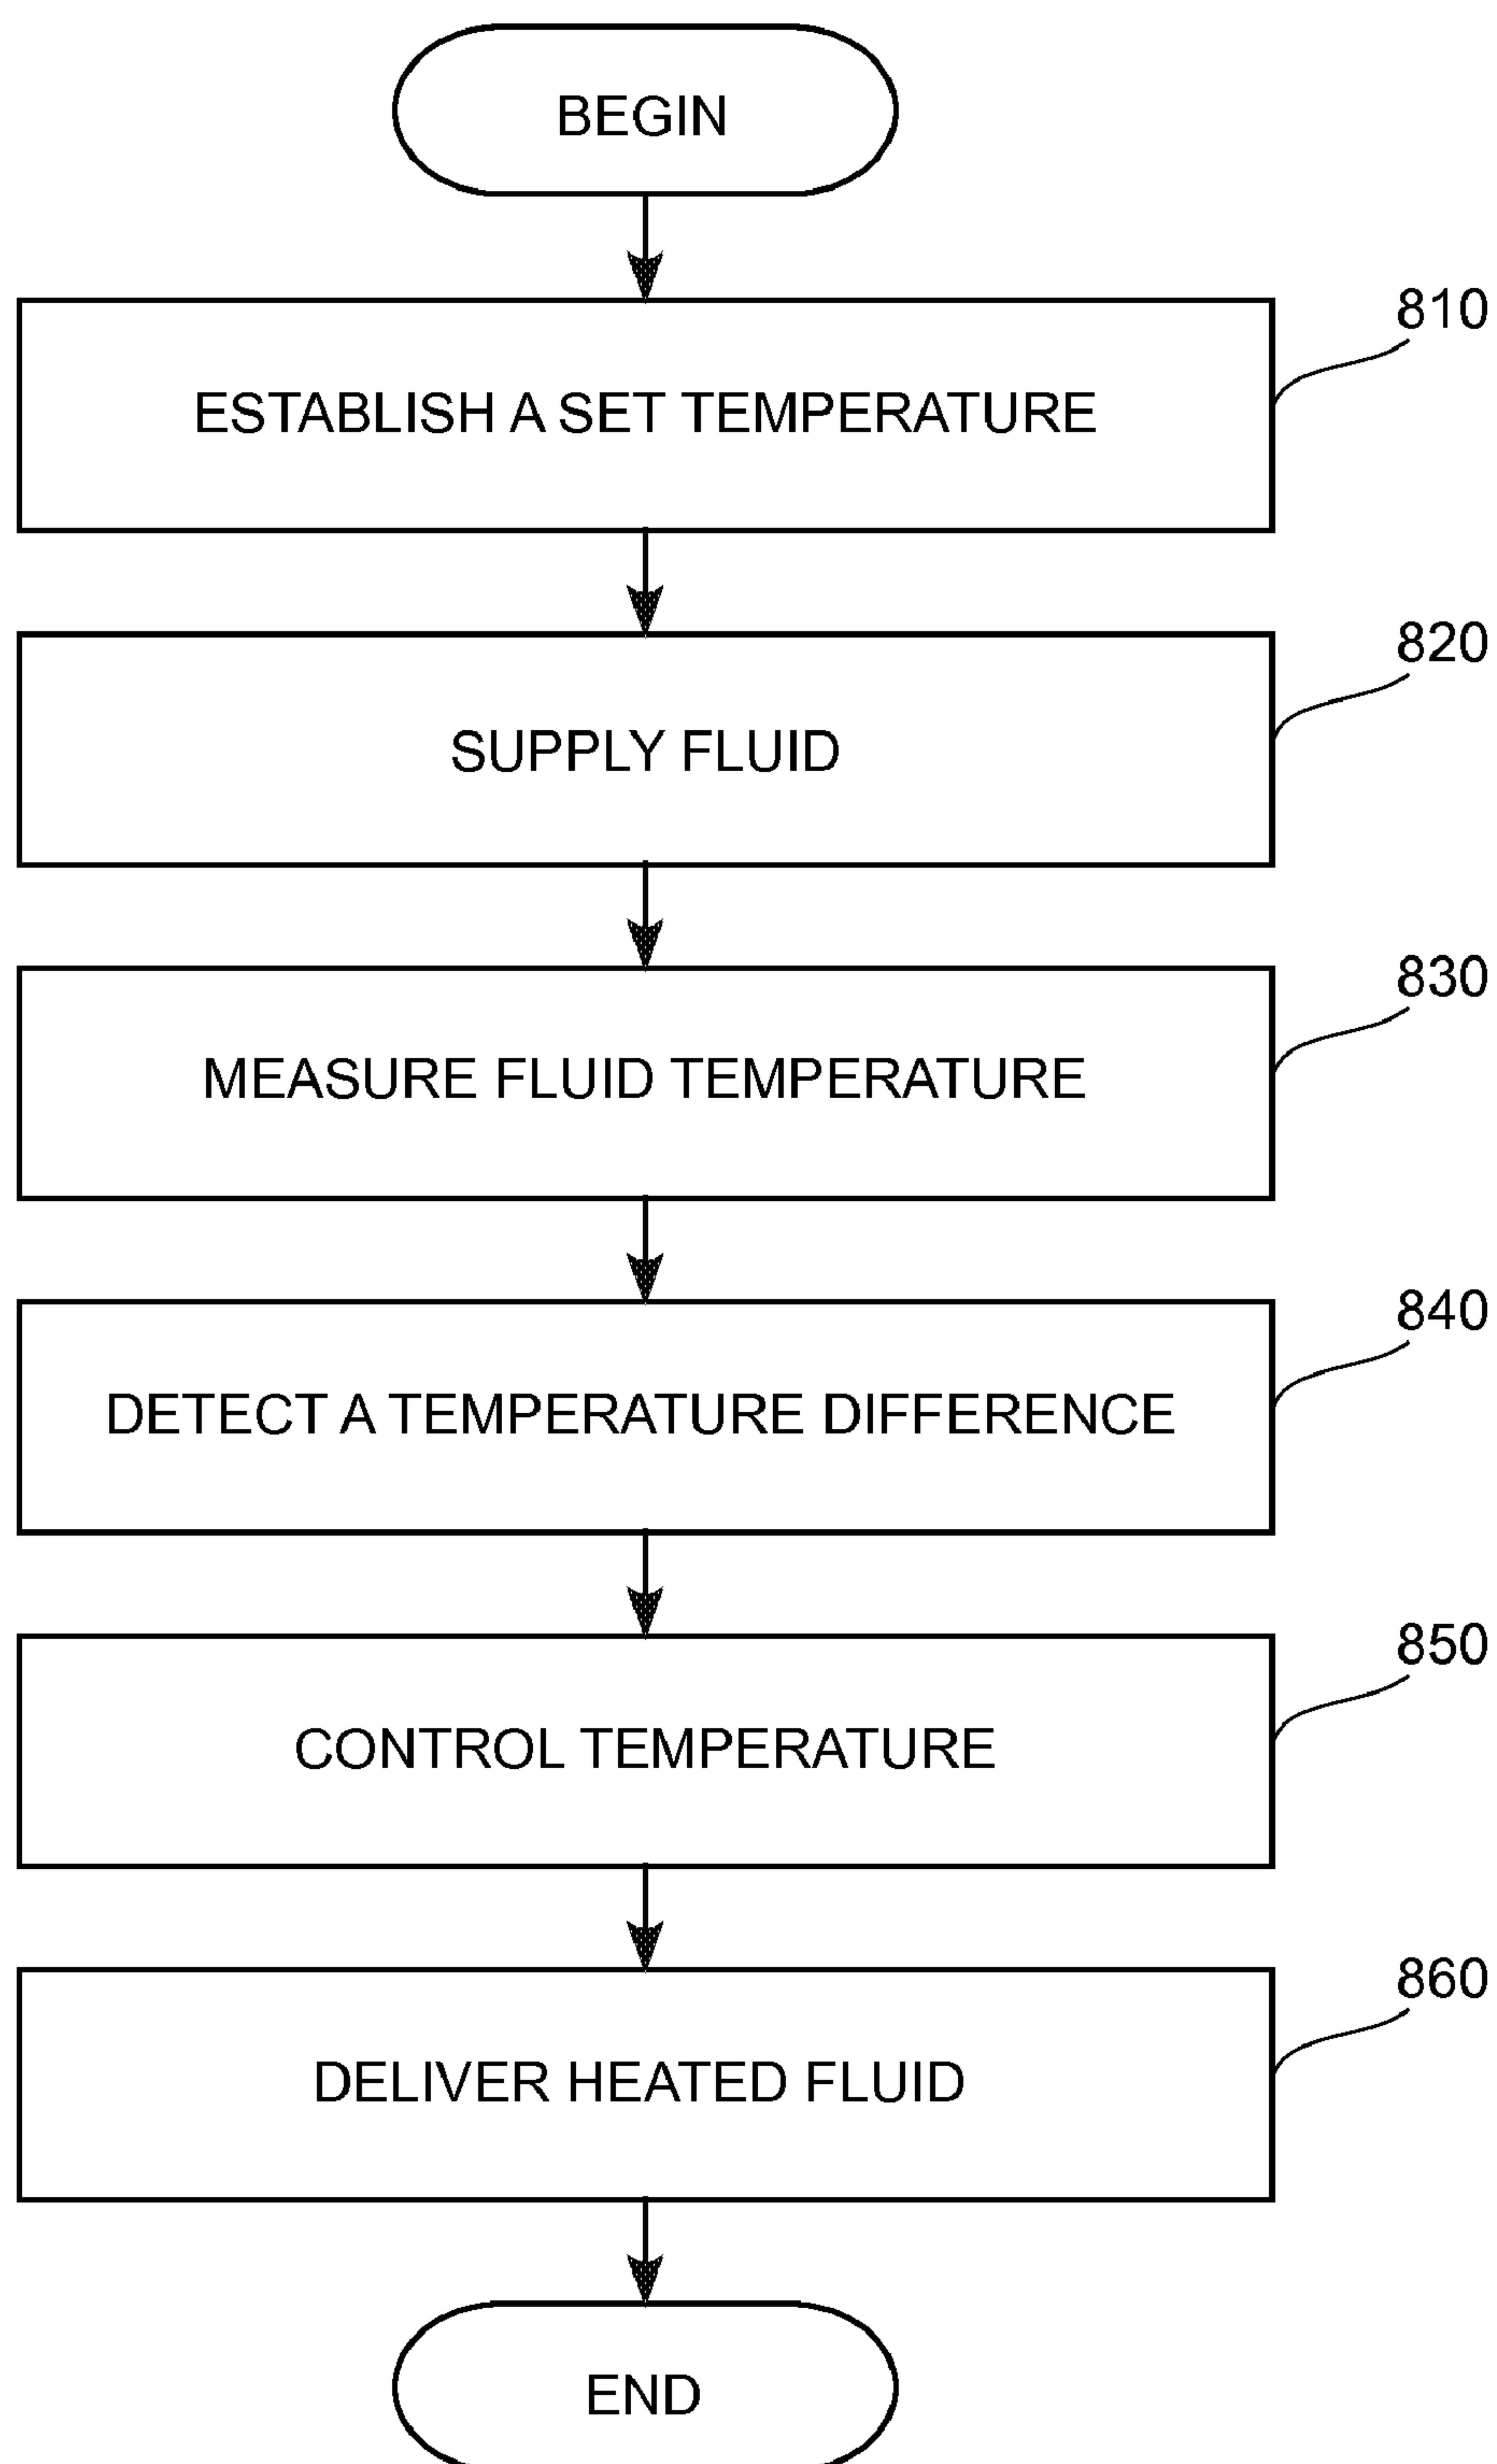 BEGIN
810
ESTABLISH A SET TEMPERATURE
820
SUPPLY FLUID
830
MEASURE FLUID TEMPERATURE
840
DETECT A TEMPERATURE DIFFERENCE
850
CONTROL TEMPERATURE
860
DELIVER HEATED FLUID
END